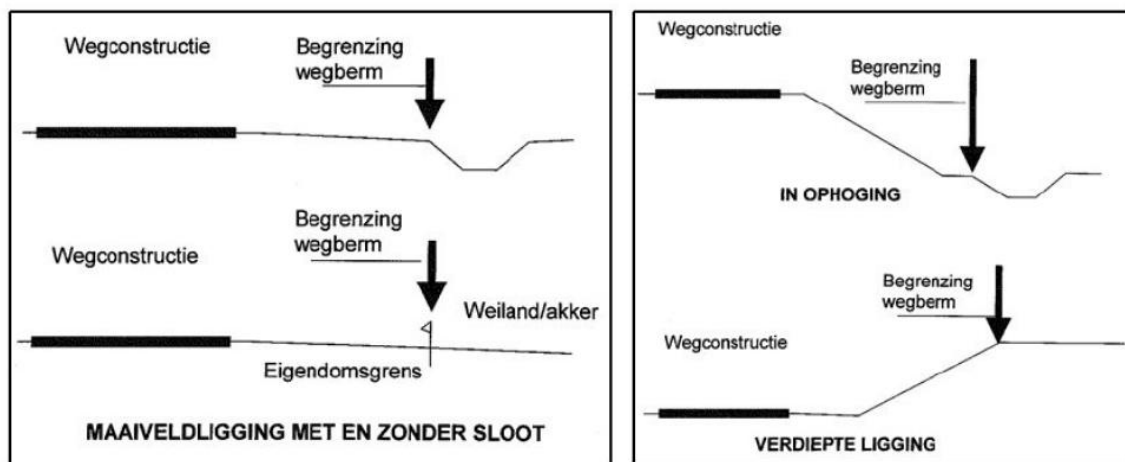 Wegconstructie
Begrenzing
wegberm
Wegconstructie
Begrenzing
wegberm
Weiland/akker
Eigendomsgrens
MAAIVELDLIGGING MET EN ZONDER SLOOT
Wegconstructie
Begrenzing
wegberm
IN OPHOGING
Begrenzing
wegberm
Wegconstructie
VERDIEPTE LIGGING